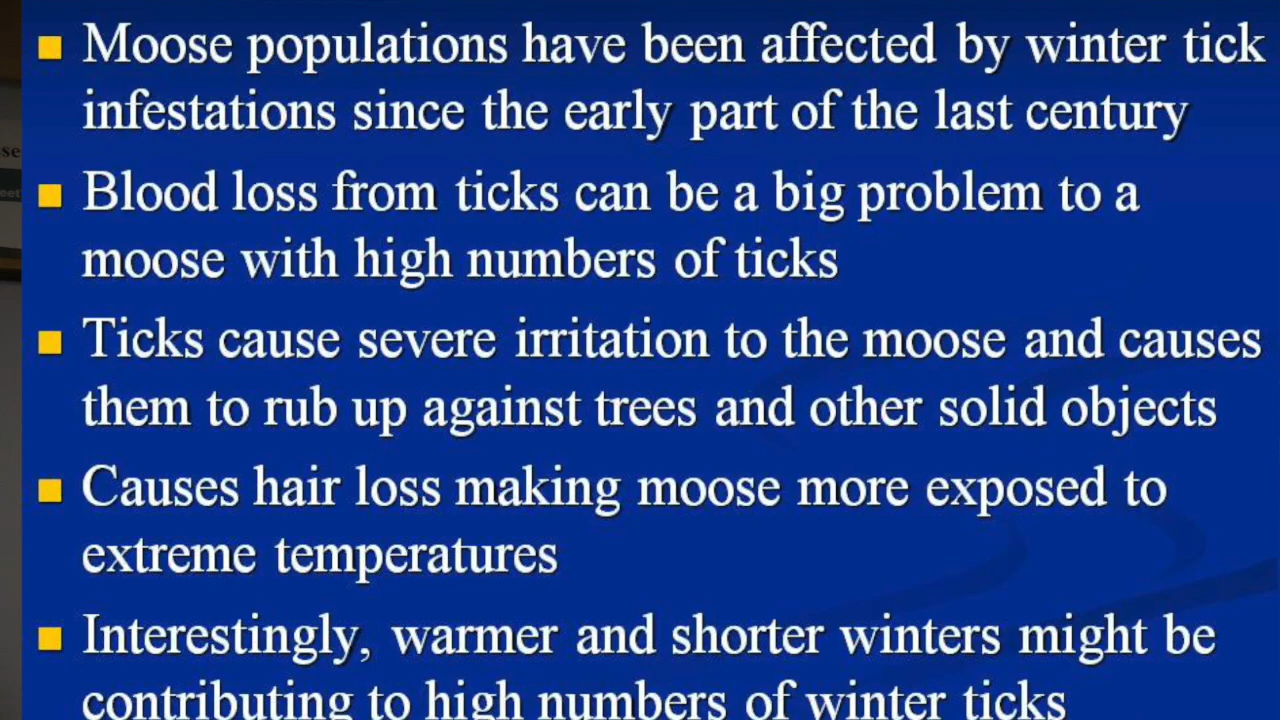 Moose populations have been affected by winter tick
infestations since the early part of the last century
Blood loss from ticks can be a big problem to a
moose with high numbers of ticks
Ticks cause severe irritation to the moose and causes
them to rub up against trees and other solid objects
Causes hair loss making moose more exposed to
extreme temperatures
Interestingly, warmer and shorter winters might be
contributing to high numbers of winter ticks